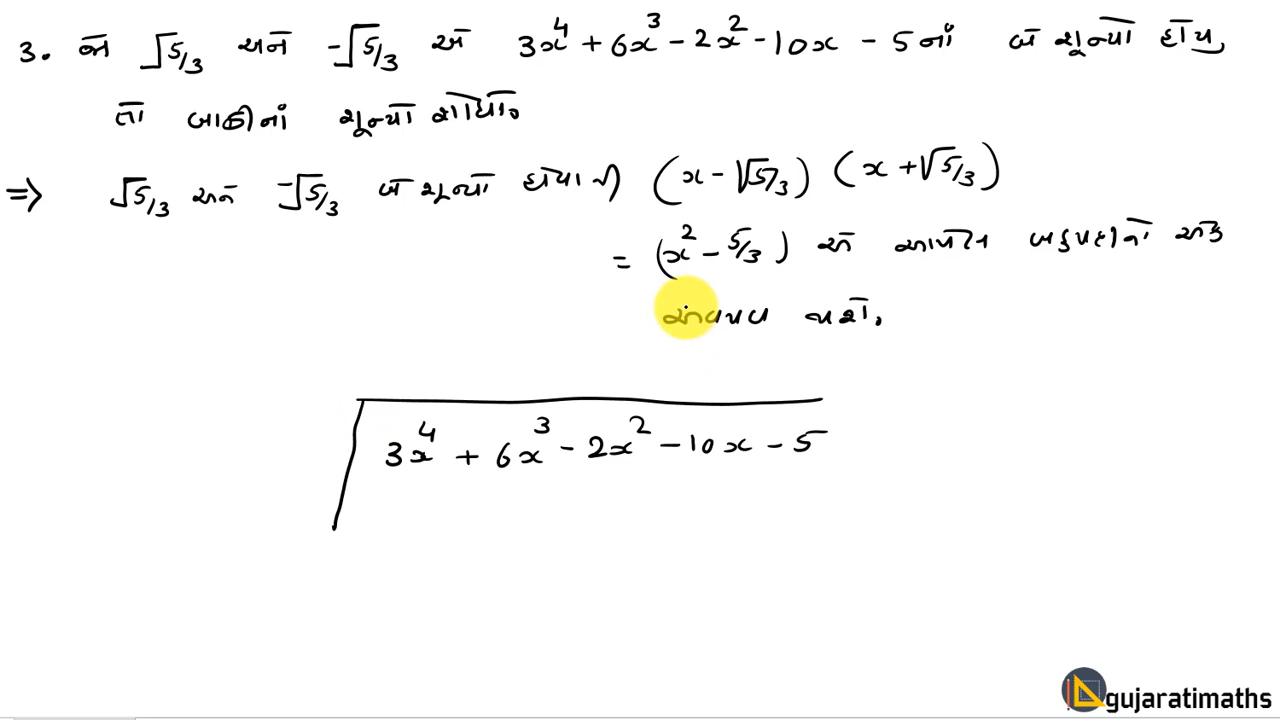 3. જો √5/3 અને -√5/3 એ 3x⁴ + 6x³ - 2x² - 10x - 5 નાં બે શૂન્યો હોય,
તો બાકીનાં શૂન્યો શોધો.
⇒ √5/3 અને -√5/3 બે શૂન્યો હોવાથી (x - √5/3) (x + √5/3)
= (x² - 5/3) એ આપેલ બહુપદીનો એક
અવયવ થશે.
3x⁴ + 6x³ - 2x² - 10x - 5
gujaratimaths